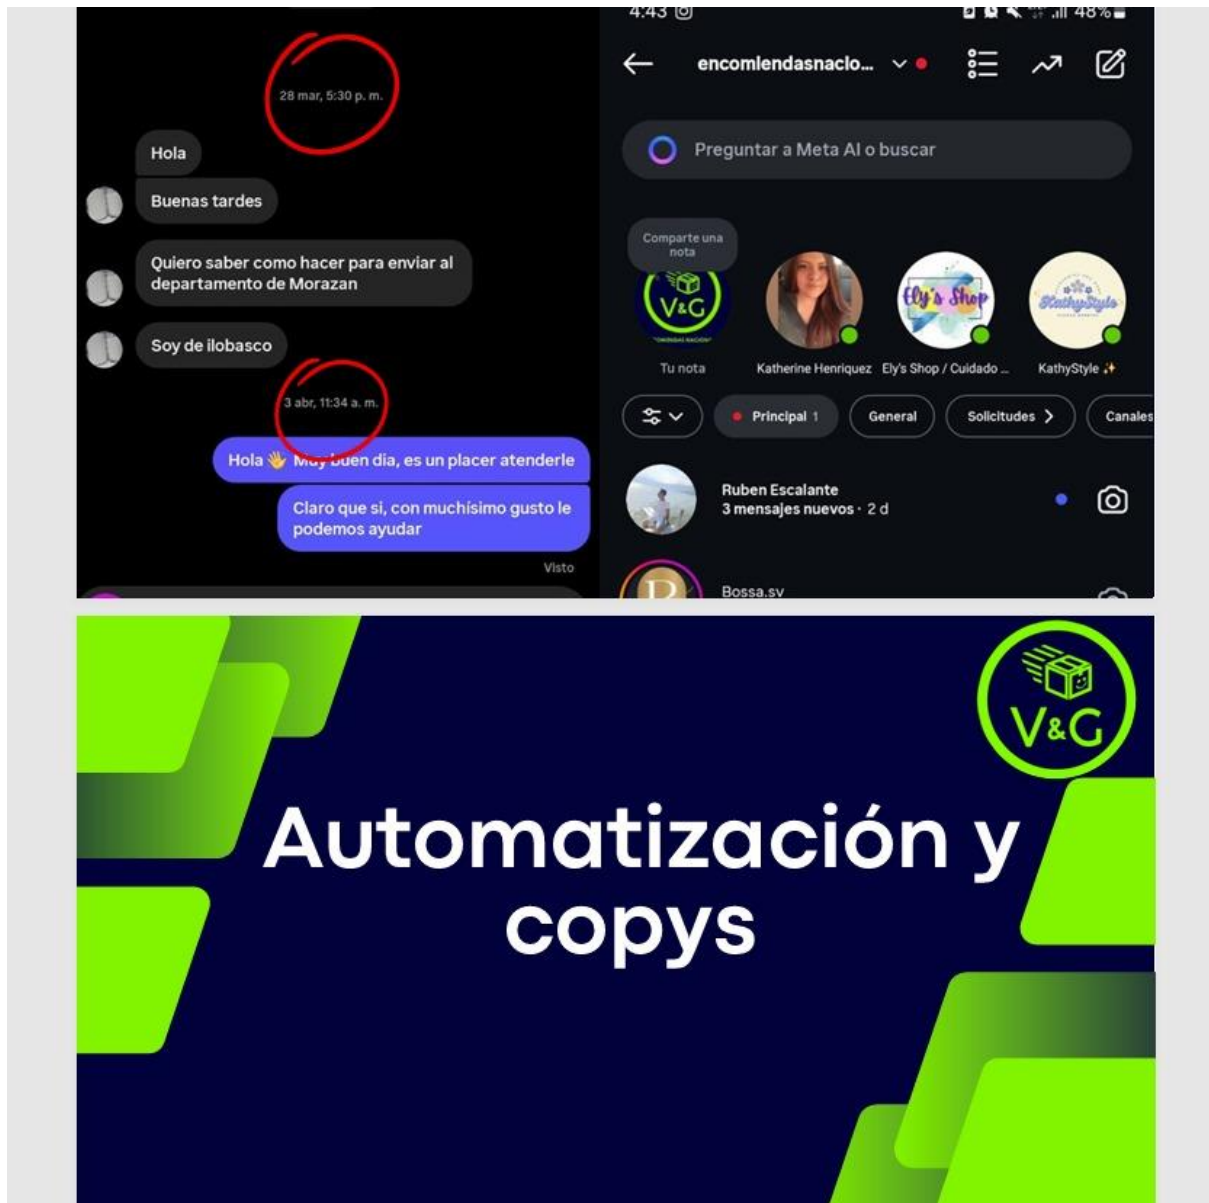 28 mar, 5:30 p. m.
Hola
Buenas tardes
Quiero saber como hacer para enviar al
departamento de Morazan
Soy de ilobasco
3 abr, 11:34 a. m.
Hola 👋 Muy buen dia, es un placer atenderle
Claro que si, con muchísimo gusto le
podemos ayudar
Visto
4:43
48%
encomiendasnacio...
Preguntar a Meta AI o buscar
Comparte una
nota
V&G
Tu nota
Katherine Henriquez
Ely's Shop
Ely's Shop / Cuidado ...
KathyStyle
KathyStyle ✨
Principal 1
General
Solicitudes >
Canales
Ruben Escalante
3 mensajes nuevos · 2 d
Bossa.sv
V&G
Automatización y
copys